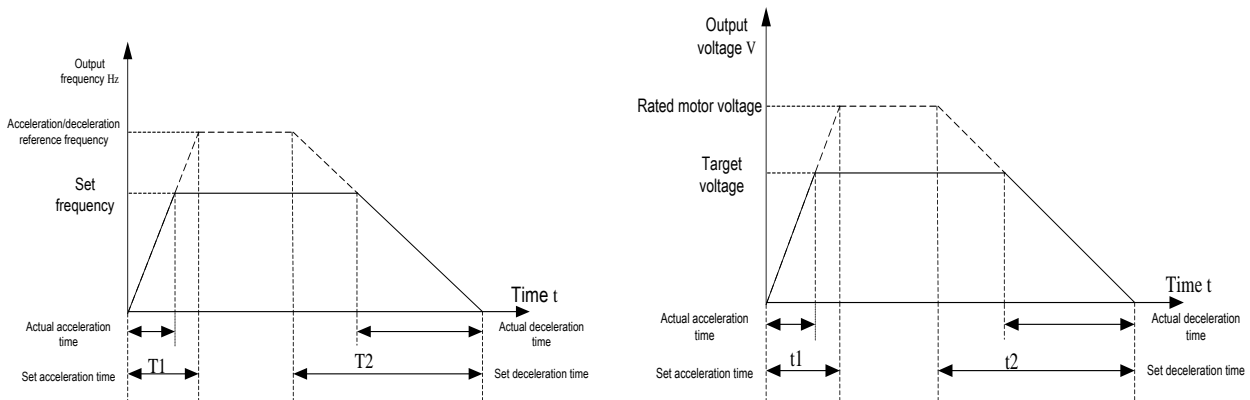 Output
frequency Hz
Acceleration/deceleration
reference frequency
Set
frequency
Time t
Actual acceleration
time
Actual deceleration
time
Set acceleration time
T1
T2
Set deceleration time
Output
voltage V
Rated motor voltage
Target
voltage
Time t
Actual acceleration
time
Actual deceleration
time
Set acceleration time
t1
t2
Set deceleration time